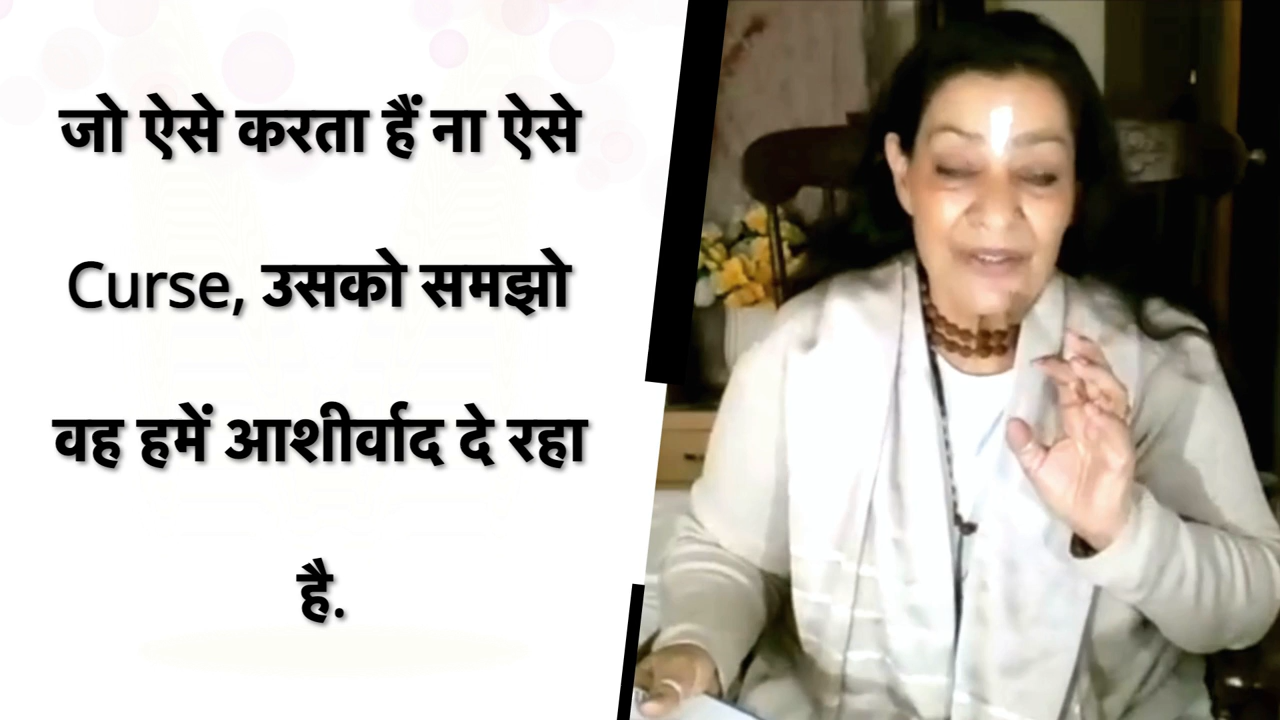 जो ऐसे करता हैं ना ऐसे
Curse, उसको समझो
वह हमें आशीर्वाद दे रहा
है.